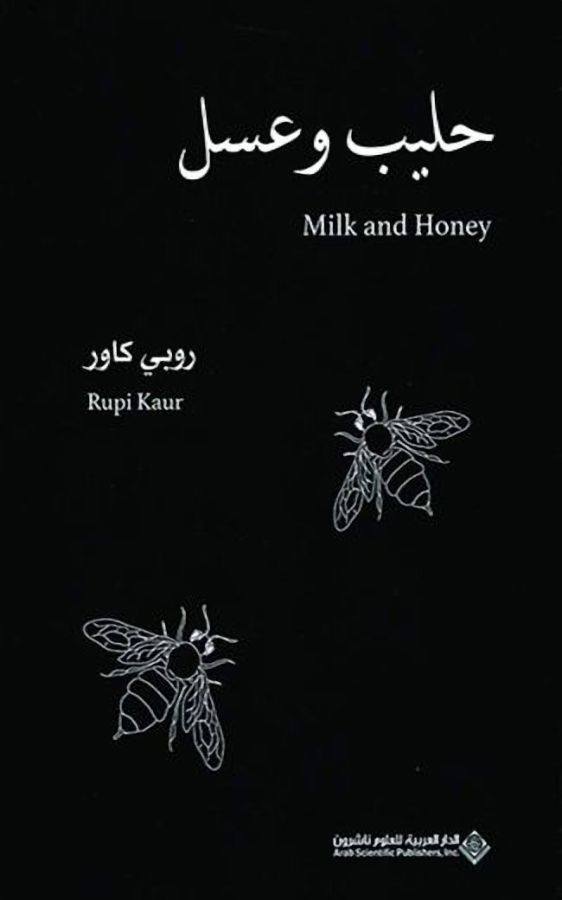 حليب وعسل
Milk and Honey
روبي كاور
Rupi Kaur
الدار العربية للعلوم ناشرون
Arab Scientific Publishers, Inc.